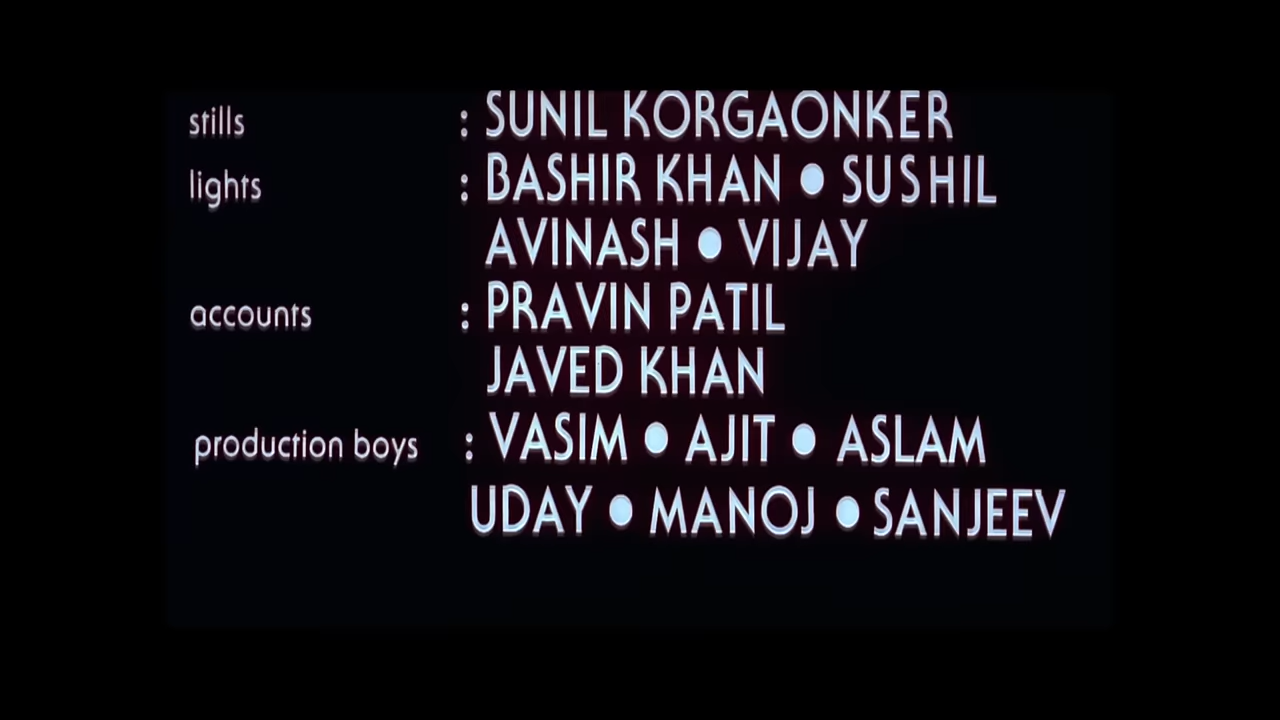 stills : SUNIL KORGAONKER
lights : BASHIR KHAN ● SUSHIL
AVINASH ● VIJAY
accounts : PRAVIN PATIL
JAVED KHAN
production boys : VASIM ● AJIT ● ASLAM
UDAY ● MANOJ ● SANJEEV